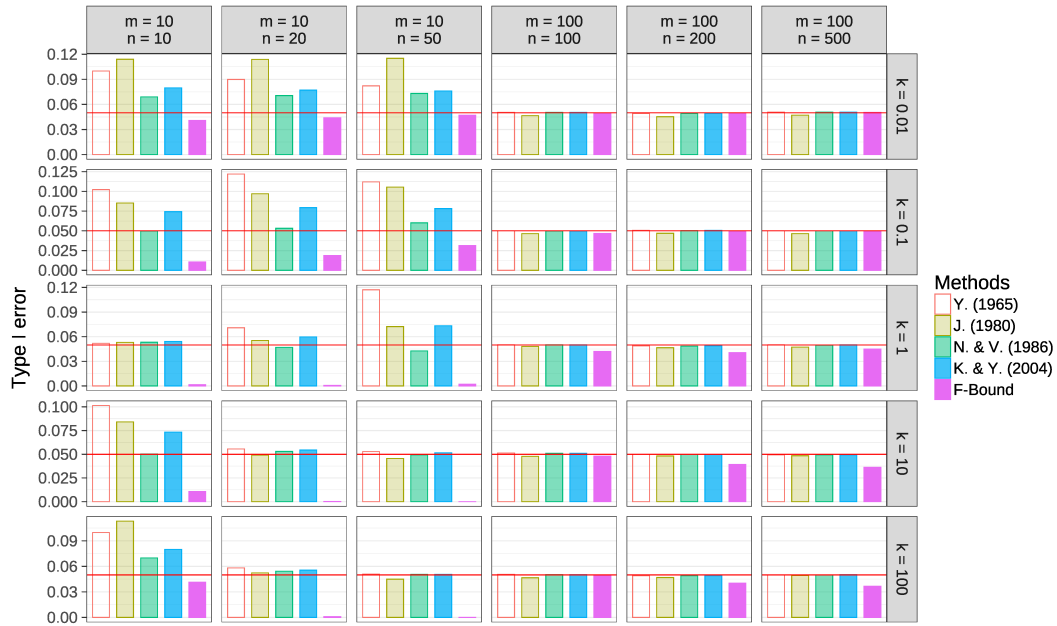 m = 10
n = 10
m = 10
n = 20
m = 10
n = 50
m = 100
n = 100
m = 100
n = 200
m = 100
n = 500
0.12
0.09
0.06
0.03
0.00
k = 0.01
0.125
0.100
0.075
0.050
0.025
0.000
k = 0.1
0.12
0.09
0.06
0.03
0.00
k = 1
0.100
0.075
0.050
0.025
0.000
k = 10
0.09
0.06
0.03
0.00
k = 100
Type I error
Methods
Y. (1965)
J. (1980)
N. & V. (1986)
K. & Y. (2004)
F-Bound